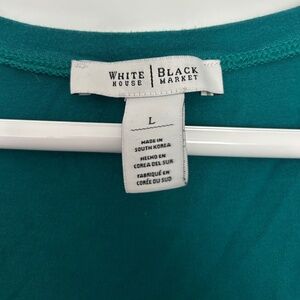 WHITE | BLACK
HOUSE | MARKET
L
MADE IN
SOUTH KOREA
HECHO EN
COREA DEL SUR
FABRIQUÉ EN
CORÉE DU SUD